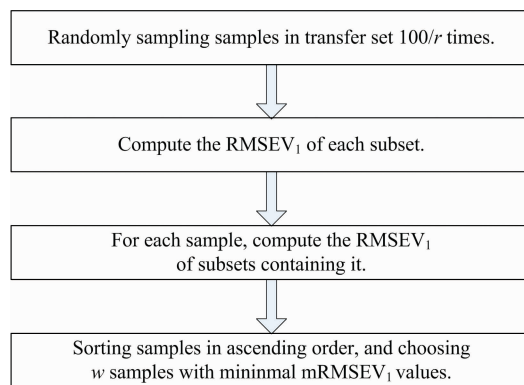 Randomly sampling samples in transfer set 100/r times.
Compute the RMSEV₁ of each subset.
For each sample, compute the RMSEV₁
of subsets containing it.
Sorting samples in ascending order, and choosing
w samples with mininmal mRMSEV₁ values.